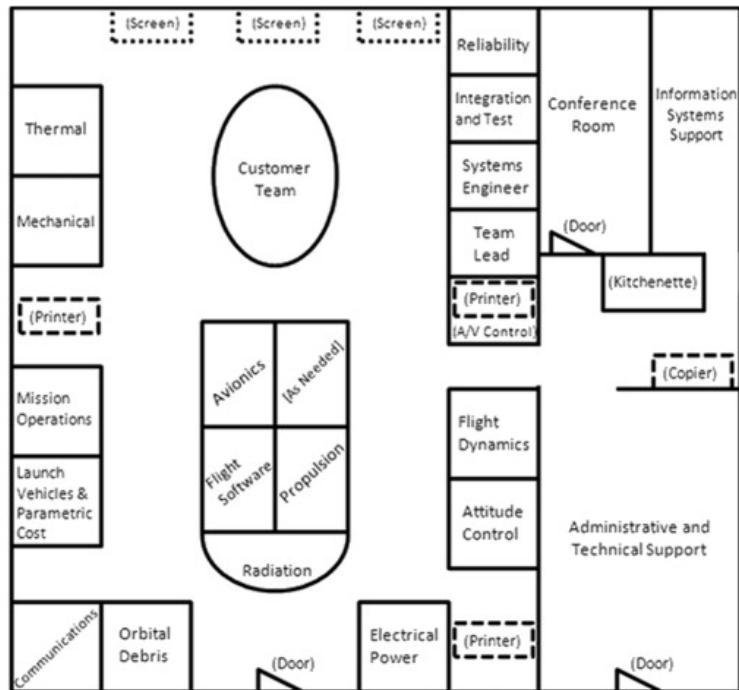 (Screen)
(Screen)
(Screen)
Reliability
Integration
and Test
Systems
Engineer
Team
Lead
(Printer)
(A/V Control)
Conference
Room
Information
Systems
Support
(Door)
(Kitchenette)
(Copier)
Thermal
Mechanical
(Printer)
Customer
Team
Mission
Operations
Launch
Vehicles &
Parametric
Cost
Avionics
[As Needed]
Flight
Software
Propulsion
Radiation
Flight
Dynamics
Attitude
Control
Administrative and
Technical Support
Communications
Orbital
Debris
(Door)
Electrical
Power
(Printer)
(Door)